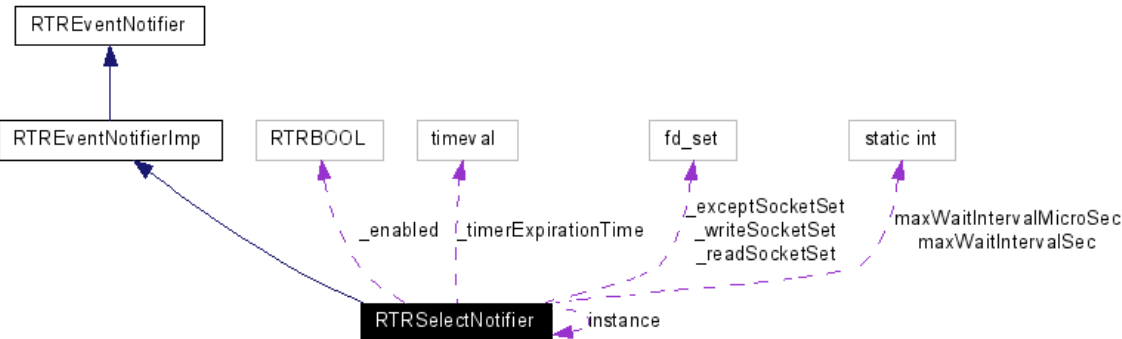 RTREventNotifier
RTREventNotifierImp
RTRBOOL
timeval
fd_set
static int
_enabled
_timerExpirationTime
_exceptSocketSet
_writeSocketSet
_readSocketSet
maxWaitIntervalMicroSec
maxWaitIntervalSec
RTRSelectNotifier
instance